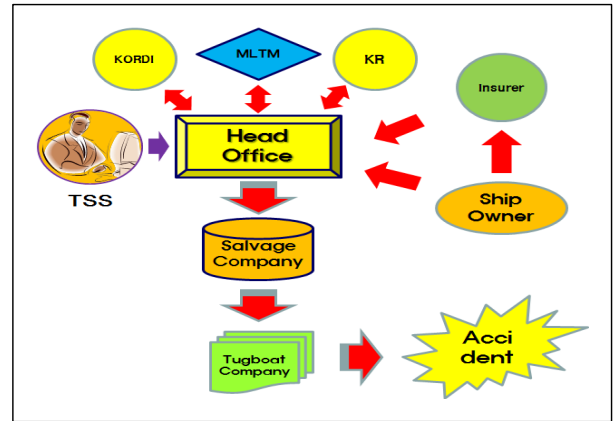 KORDI
MLTM
KR
Insurer
Head
Office
TSS
Ship
Owner
Salvage
Company
Tugboat
Company
Acci
dent